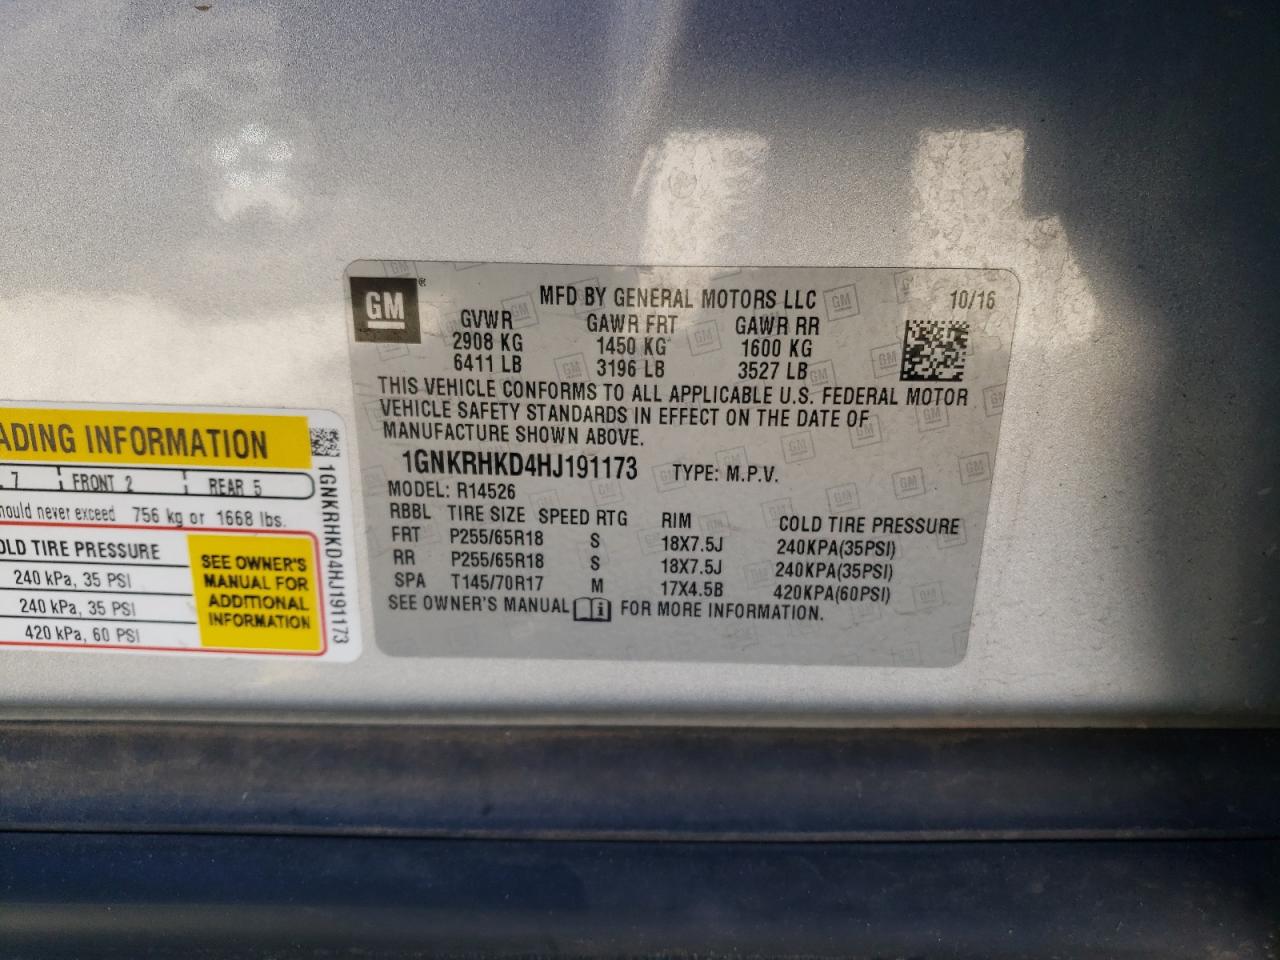 GM®
MFD BY GENERAL MOTORS LLC 10/16
GVWR GAWR FRT GAWR RR
2908 KG 1450 KG 1600 KG
6411 LB 3196 LB 3527 LB
THIS VEHICLE CONFORMS TO ALL APPLICABLE U.S. FEDERAL MOTOR
VEHICLE SAFETY STANDARDS IN EFFECT ON THE DATE OF
MANUFACTURE SHOWN ABOVE.
1GNKRHKD4HJ191173 TYPE: M.P.V.
MODEL: R14526
RBBL TIRE SIZE SPEED RTG RIM COLD TIRE PRESSURE
FRT P255/65R18 S 18X7.5J 240KPA(35PSI)
RR P255/65R18 S 18X7.5J 240KPA(35PSI)
SPA T145/70R17 M 17X4.5B 420KPA(60PSI)
SEE OWNER'S MANUAL i FOR MORE INFORMATION.
ADING INFORMATION
7 FRONT 2 REAR 5
hould never exceed 756 kg or 1668 lbs.
OLD TIRE PRESSURE
240 kPa, 35 PSI
240 kPa, 35 PSI
420 kPa, 60 PSI
SEE OWNER'S
MANUAL FOR
ADDITIONAL
INFORMATION
1GNKRHKD4HJ191173